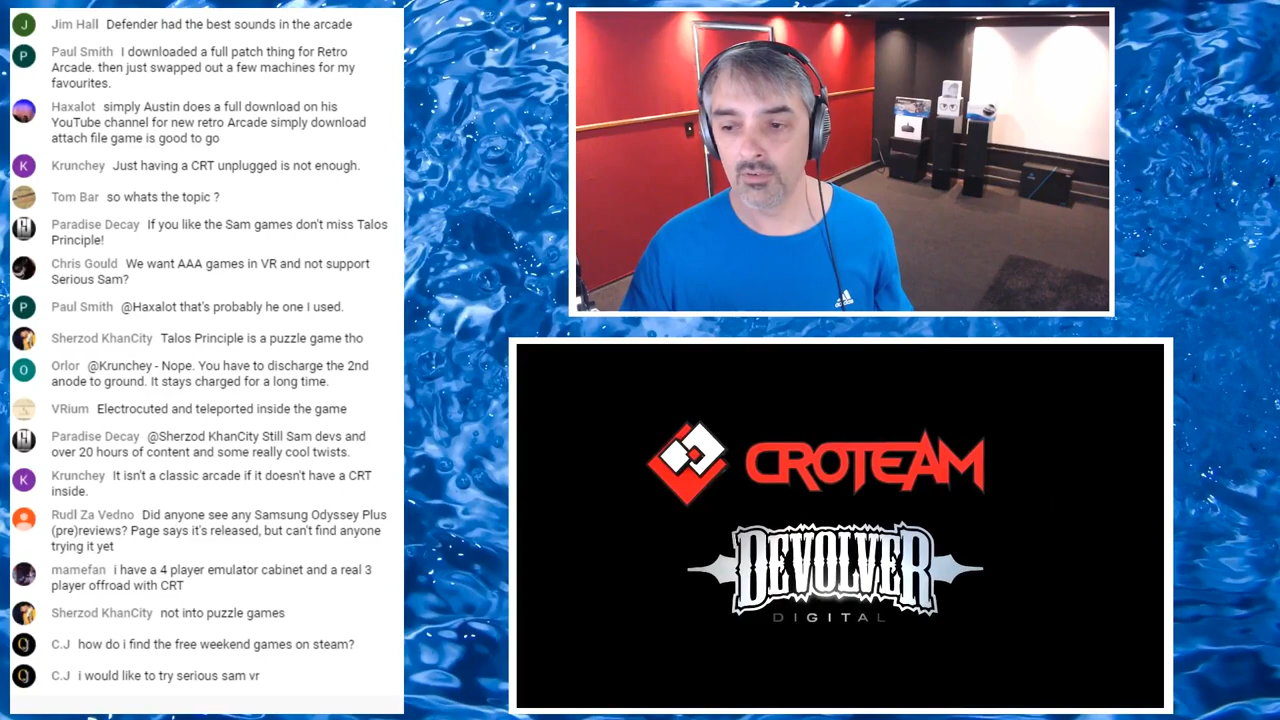 J Jim Hall Defender had the best sounds in the arcade
P Paul Smith I downloaded a full patch thing for Retro
Arcade. then just swapped out a few machines for my
favourites.
Haxalot simply Austin does a full download on his
YouTube channel for new retro Arcade simply download
attach file game is good to go
K Krunchey Just having a CRT unplugged is not enough.
Tom Bar so whats the topic ?
Paradise Decay If you like the Sam games don't miss Talos
Principle!
Chris Gould We want AAA games in VR and not support
Serious Sam?
P Paul Smith @Haxalot that's probably he one I used.
Sherzod KhanCity Talos Principle is a puzzle game tho
O Orlor @Krunchey - Nope. You have to discharge the 2nd
anode to ground. It stays charged for a long time.
VRium Electrocuted and teleported inside the game
Paradise Decay @Sherzod KhanCity Still Sam devs and
over 20 hours of content and some really cool twists.
K Krunchey It isn't a classic arcade if it doesn't have a CRT
inside.
Rudl Za Vedno Did anyone see any Samsung Odyssey Plus
(pre)reviews? Page says it's released, but can't find anyone
trying it yet
mamefan i have a 4 player emulator cabinet and a real 3
player offroad with CRT
Sherzod KhanCity not into puzzle games
C.J how do i find the free weekend games on steam?
C.J i would like to try serious sam vr
adidas
CROTEAM
DEVOLVER
DIGITAL